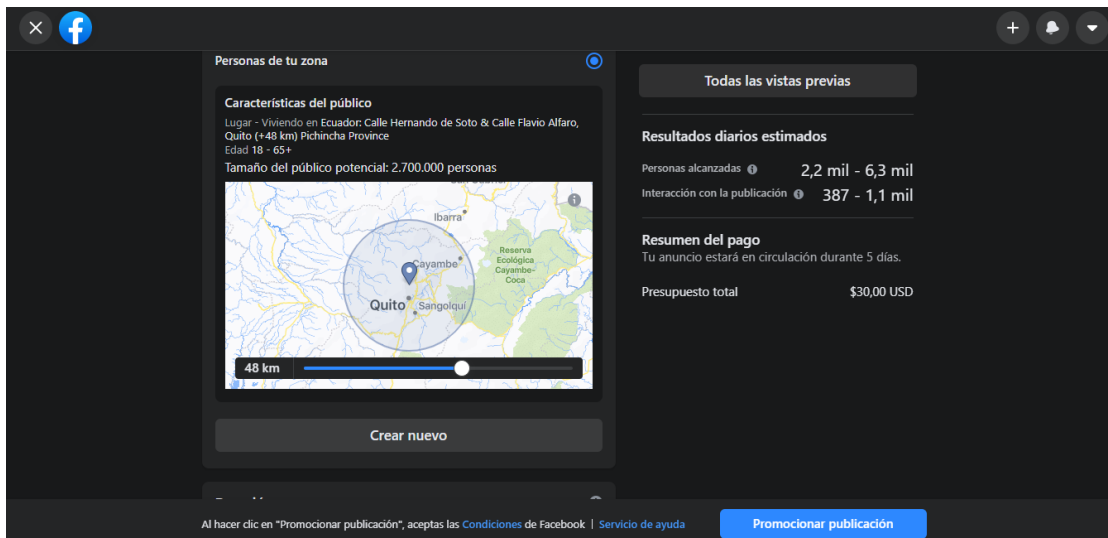 Personas de tu zona
Características del público
Lugar - Viviendo en Ecuador: Calle Hernando de Soto & Calle Flavio Alfaro,
Quito (+48 km) Pichincha Province
Edad 18 - 65+
Tamaño del público potencial: 2.700.000 personas
Ibarra
Reserva
Ecológica
Cayambe-
Coca
Cayambe
Quito
Sangolquí
48 km
Crear nuevo
Todas las vistas previas
Resultados diarios estimados
Personas alcanzadas 2,2 mil - 6,3 mil
Interacción con la publicación 387 - 1,1 mil
Resumen del pago
Tu anuncio estará en circulación durante 5 días.
Presupuesto total $30,00 USD
Al hacer clic en "Promocionar publicación", aceptas las Condiciones de Facebook | Servicio de ayuda
Promocionar publicación